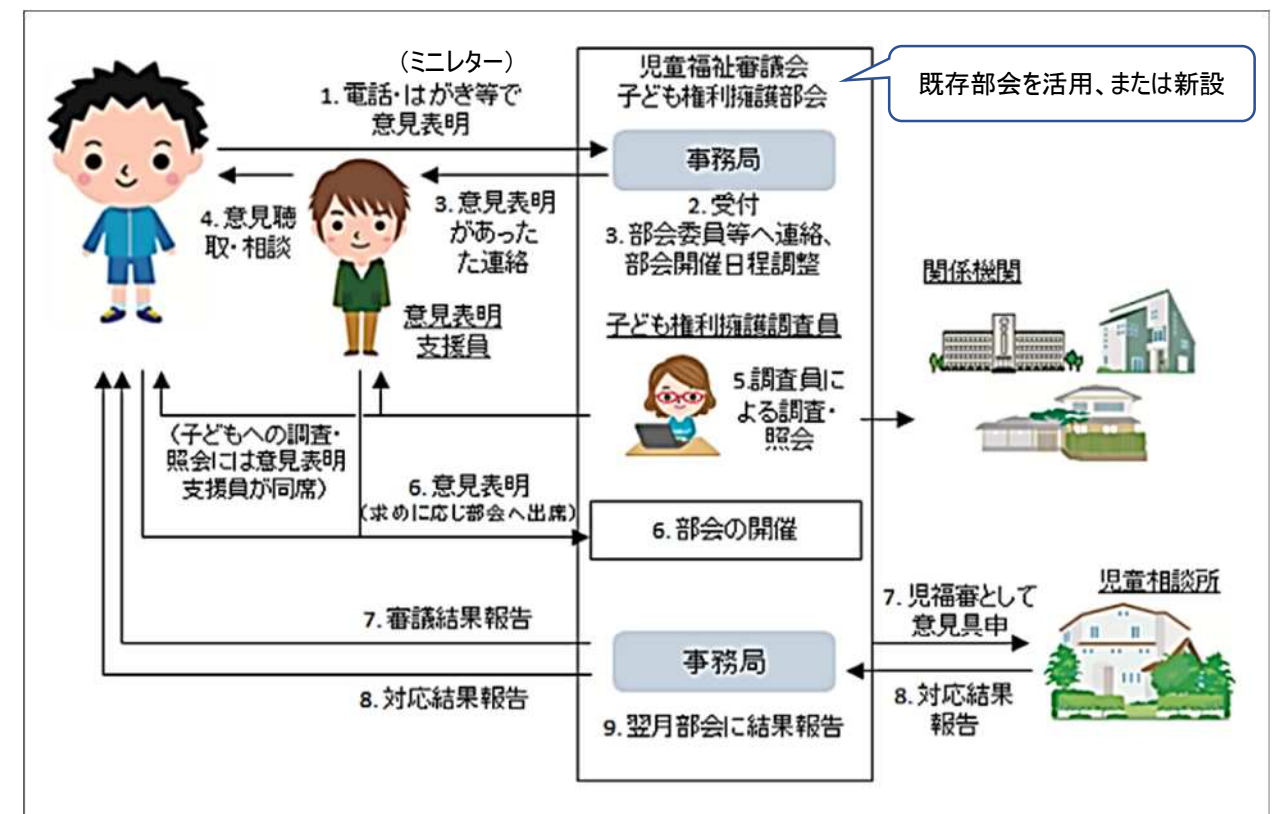 (ミニレター)
1.電話・はがき等で
意見表明
児童福祉審議会
子ども権利擁護部会
既存部会を活用、または新設
事務局
2.受付
3.部会委員等へ連絡、
部会開催日程調整
3.意見表明
があった
た連絡
4.意見聴
取・相談
意見表明
支援員
子ども権利擁護調査員
5.調査員に
よる調査・
照会
関係機関
(子どもへの調査・
照会には意見表明
支援員が同席)
6.意見表明
(求めに応じ部会へ出席)
6.部会の開催
児童相談所
7.児福審として
意見具申
7.審議結果報告
事務局
8.対応結果報告
8.対応結果
報告
9.翌月部会に結果報告